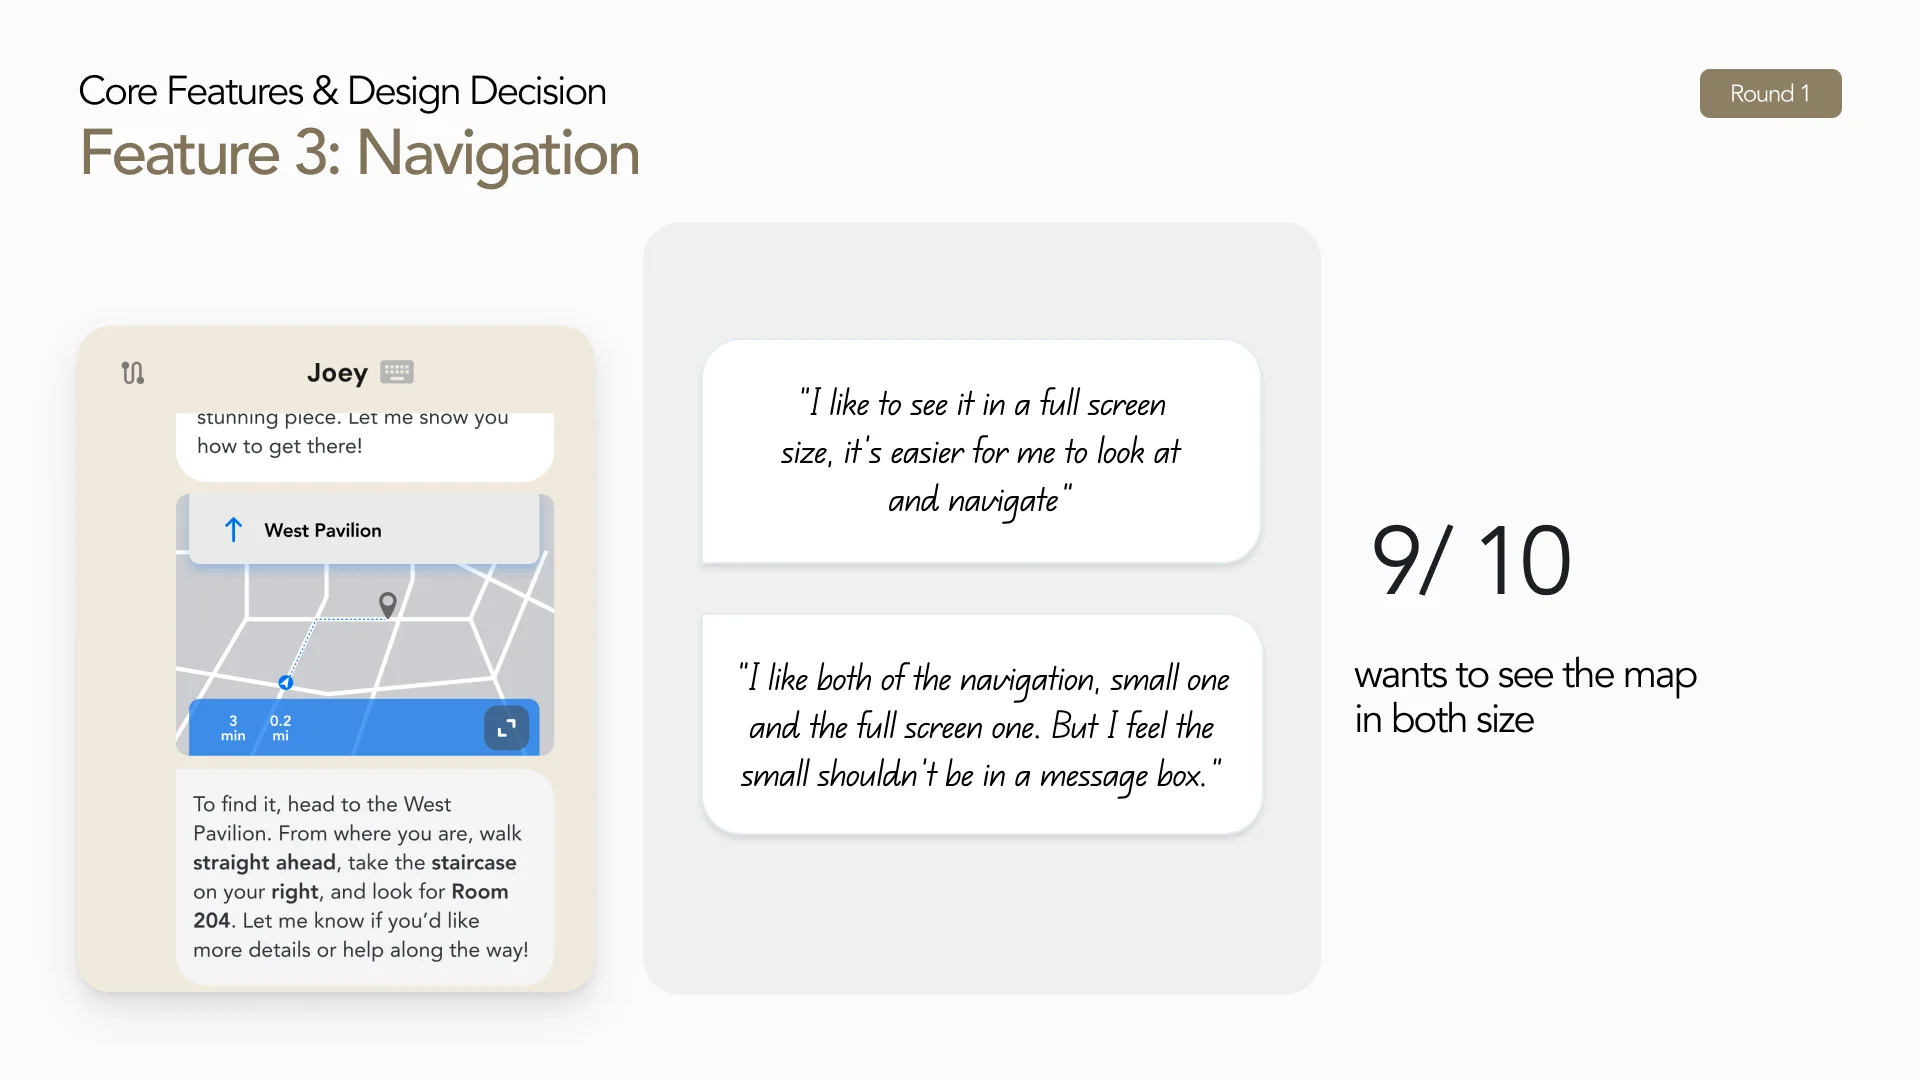 Core Features & Design Decision
Feature 3: Navigation
Round 1
Joey
stunning piece. Let me show you
how to get there!
West Pavilion
3
min
0.2
mi
To find it, head to the West
Pavilion. From where you are, walk
straight ahead, take the staircase
on your right, and look for Room
204. Let me know if you’d like
more details or help along the way!
"I like to see it in a full screen
size, it's easier for me to look at
and navigate"
"I like both of the navigation, small one
and the full screen one. But I feel the
small shouldn't be in a message box."
9/ 10
wants to see the map
in both size